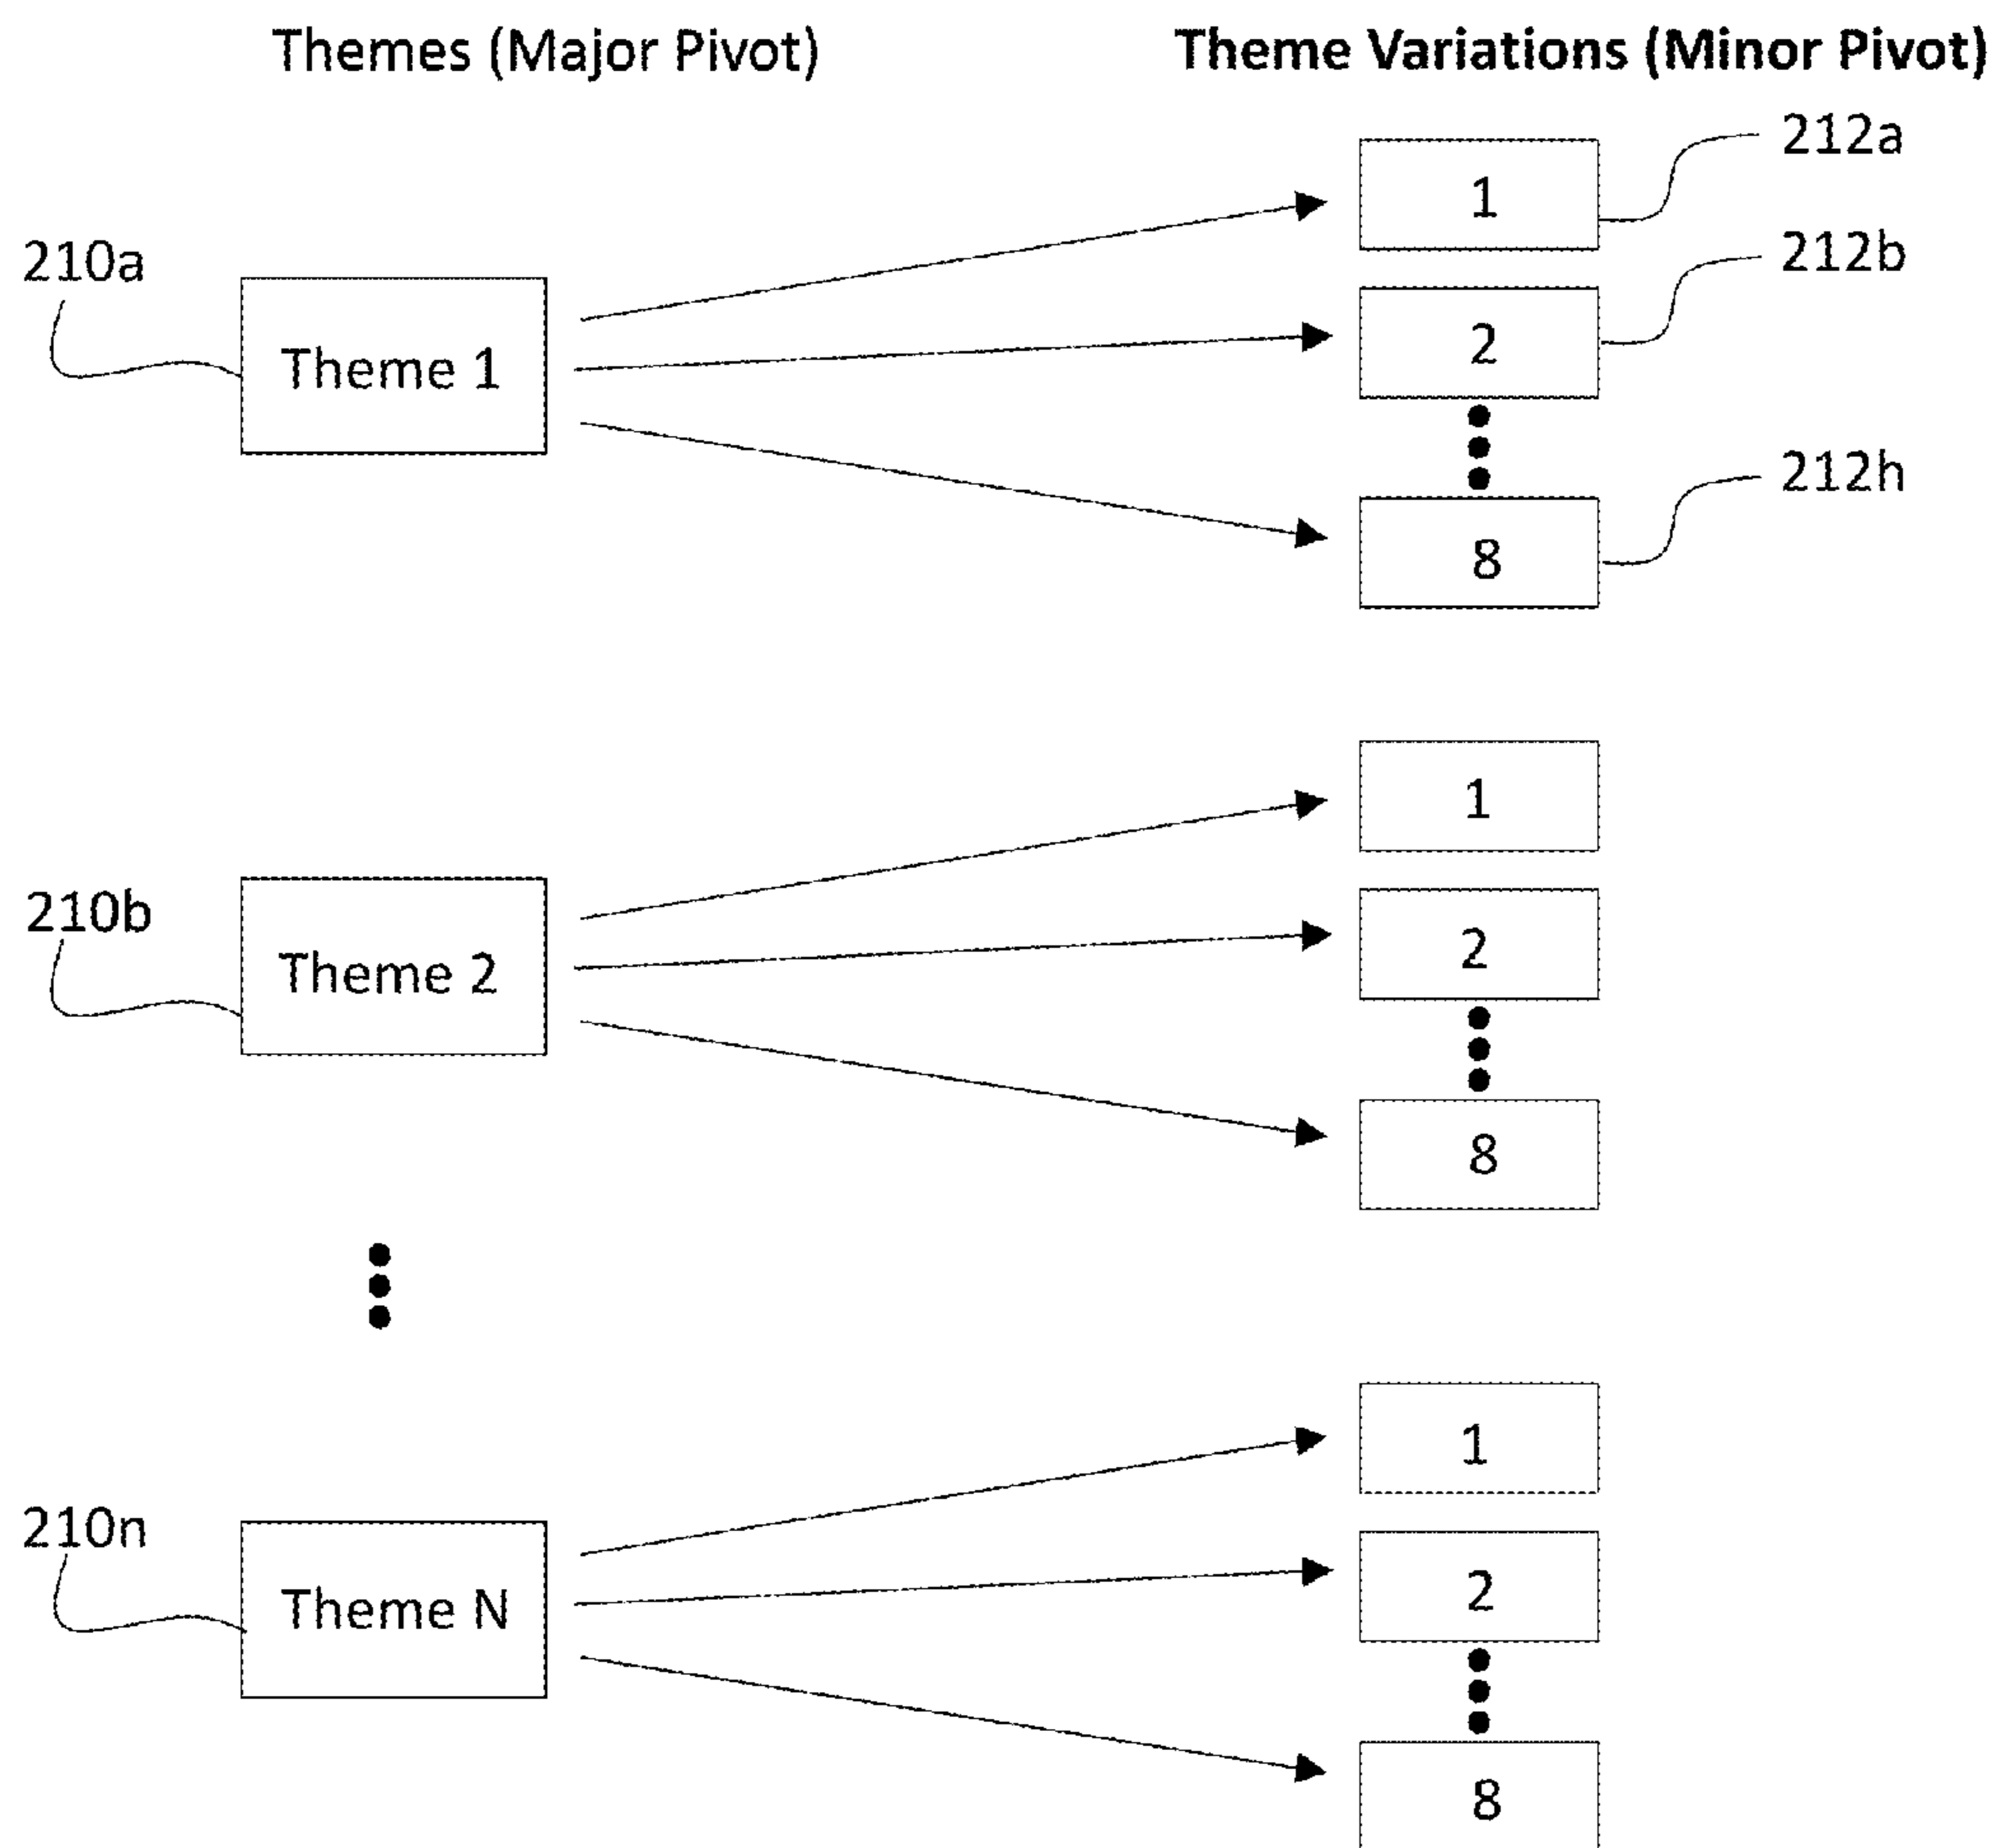 Themes (Major Pivot)
Theme Variations (Minor Pivot)
210a
Theme 1
1
212a
2
212b
8
212h
210b
Theme 2
1
2
8
210n
Theme N
1
2
8